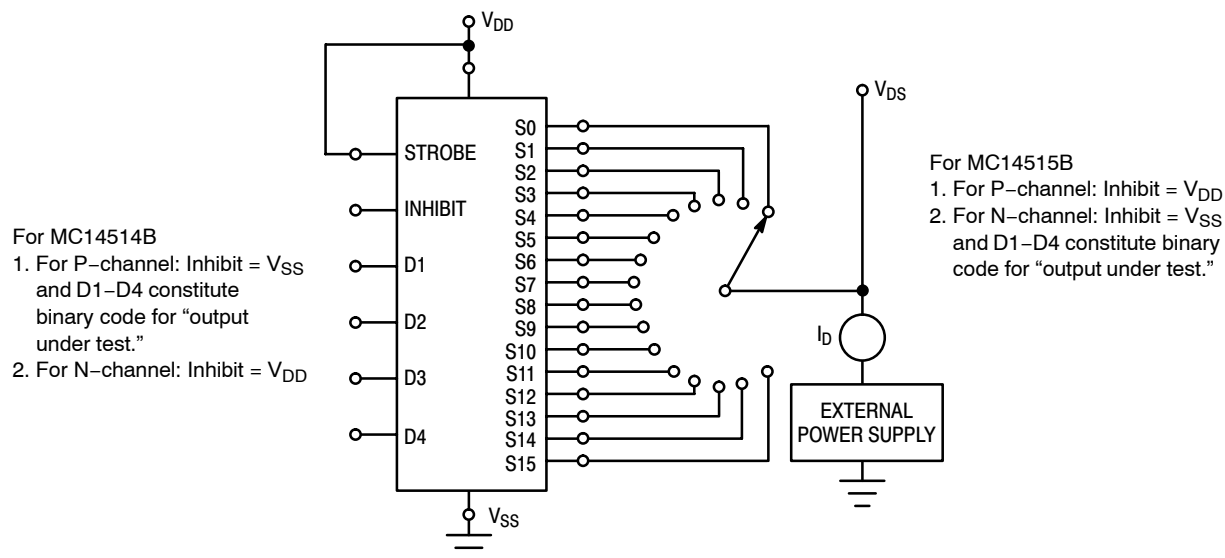 V_DD
STROBE
INHIBIT
D1
D2
D3
D4
S0
S1
S2
S3
S4
S5
S6
S7
S8
S9
S10
S11
S12
S13
S14
S15
V_SS
V_DS
I_D
EXTERNAL
POWER SUPPLY
For MC14514B
1. For P−channel: Inhibit = V_SS
and D1−D4 constitute
binary code for “output
under test.”
2. For N−channel: Inhibit = V_DD
For MC14515B
1. For P−channel: Inhibit = V_DD
2. For N−channel: Inhibit = V_SS
and D1−D4 constitute binary
code for “output under test.”